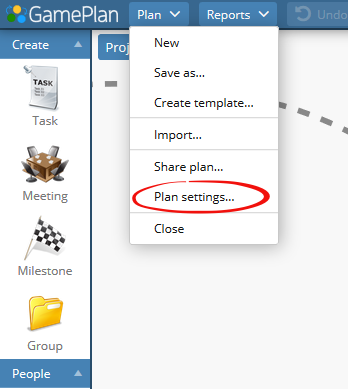 GamePlan Plan Reports Undo
Create
Proj
New
Save as...
Create template...
Import...
Share plan...
Plan settings...
Close
TASK
Task
Meeting
Milestone
Group
People